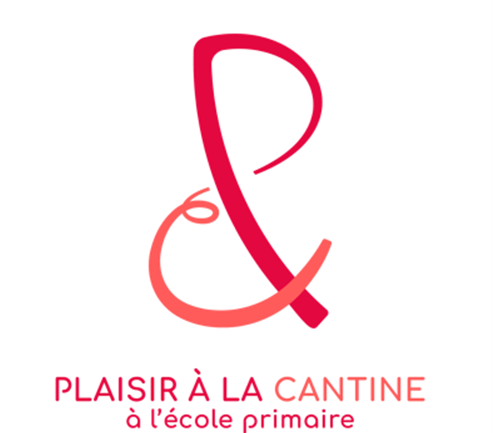 PLAISIR À LA CANTINE
à l'école primaire